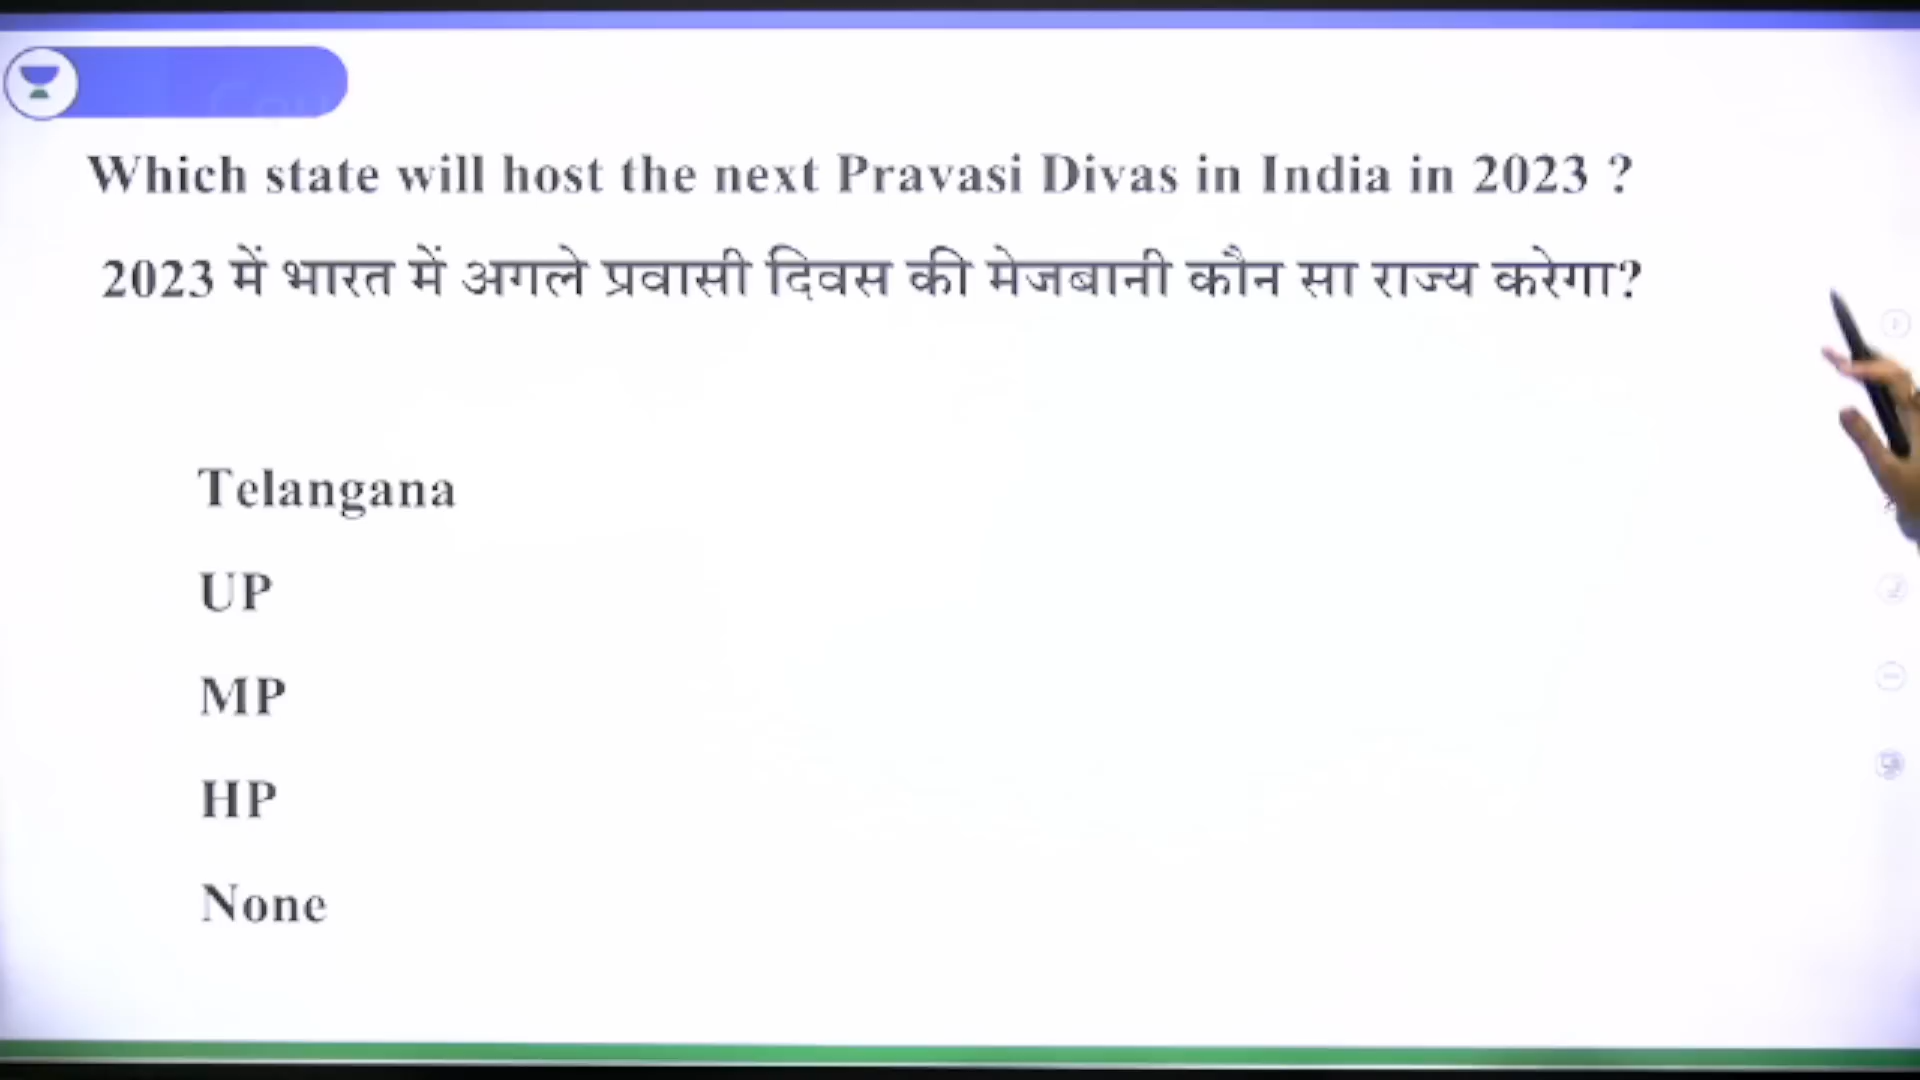 Which state will host the next Pravasi Divas in India in 2023 ?
2023 में भारत में अगले प्रवासी दिवस की मेजबानी कौन सा राज्य करेगा?
Telangana
UP
MP
HP
None